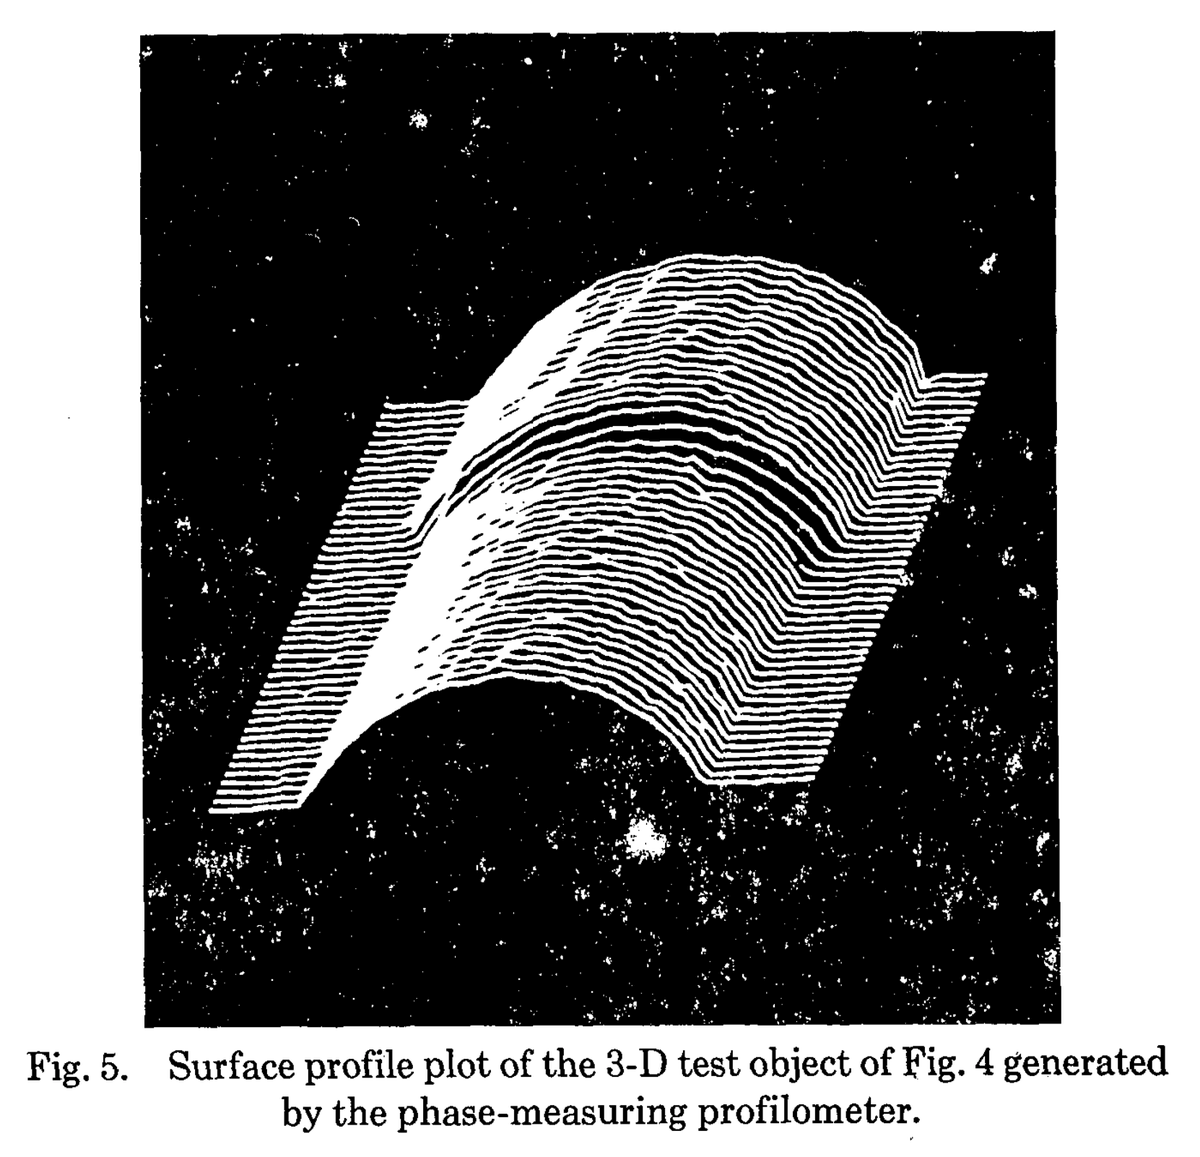 Fig. 5. Surface profile plot of the 3-D test object of Fig. 4 generated
by the phase-measuring profilometer.